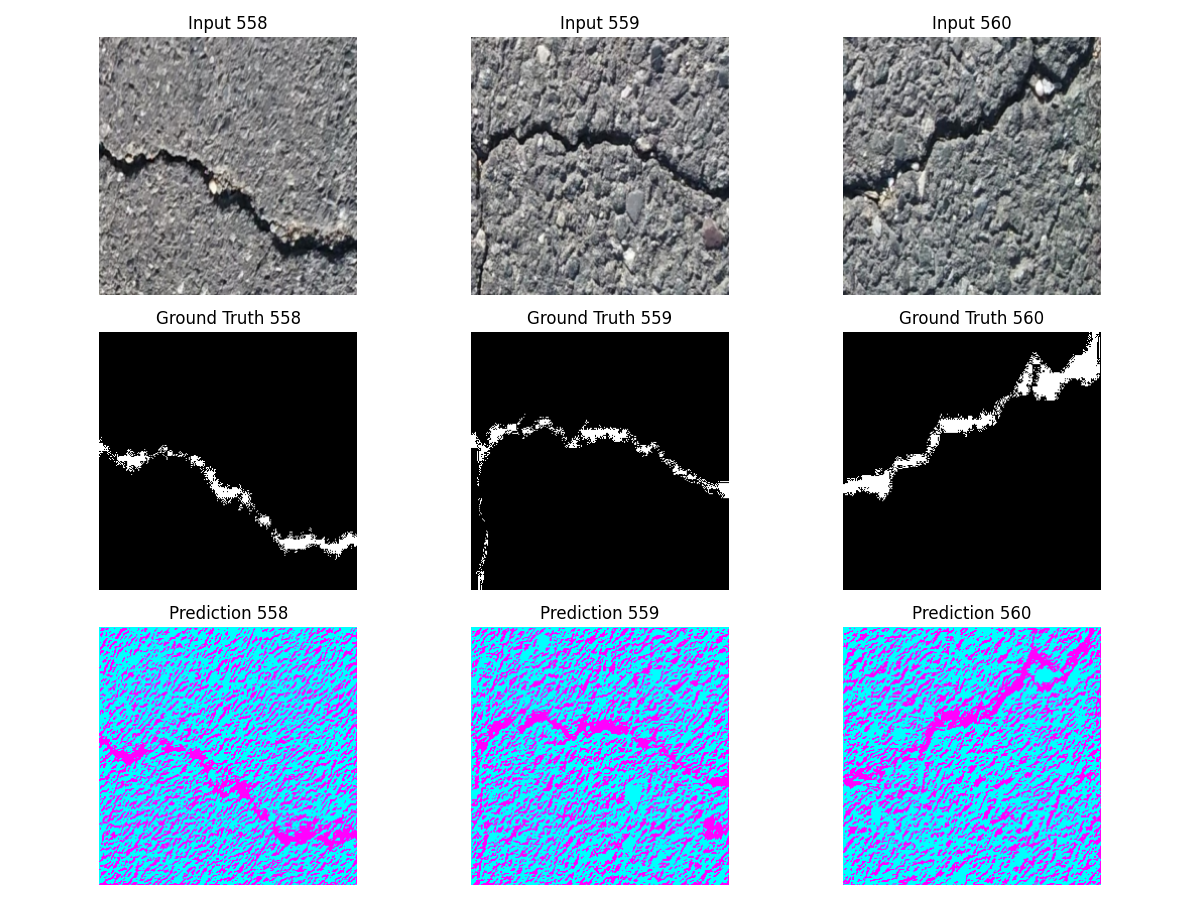 Input 558
Input 559
Input 560
Ground Truth 558
Ground Truth 559
Ground Truth 560
Prediction 558
Prediction 559
Prediction 560